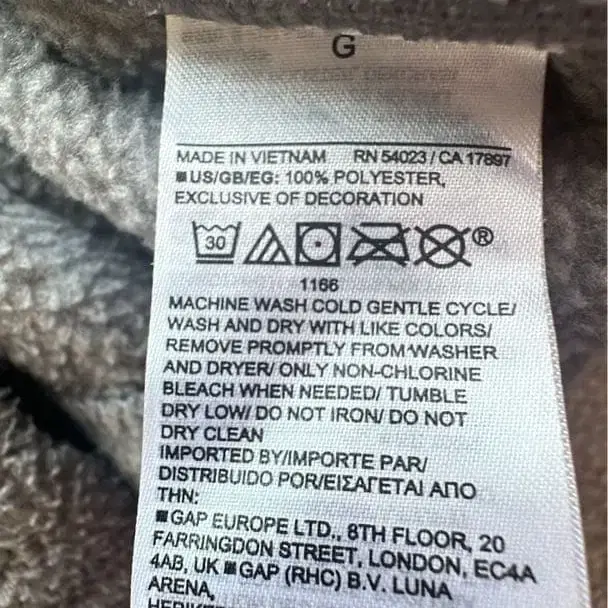 G
MADE IN VIETNAM RN 54023 / CA 17897
■ US/GB/EG: 100% POLYESTER,
EXCLUSIVE OF DECORATION
30 ®
1166
MACHINE WASH COLD GENTLE CYCLE/
WASH AND DRY WITH LIKE COLORS/
REMOVE PROMPTLY FROM WASHER
AND DRYER/ ONLY NON-CHLORINE
BLEACH WHEN NEEDED/ TUMBLE
DRY LOW/ DO NOT IRON/ DO NOT
DRY CLEAN
IMPORTED BY/IMPORTE PAR/
DISTRIBUIDO POR/ΕΙΣΑΓΕΤΑΙ ΑΠΟ
ΤΗΝ:
■ GAP EUROPE LTD., 8TH FLOOR, 20
FARRINGDON STREET, LONDON, EC4A
4AB, UK ■ GAP (RHC) B.V. LUNA
ARENA,